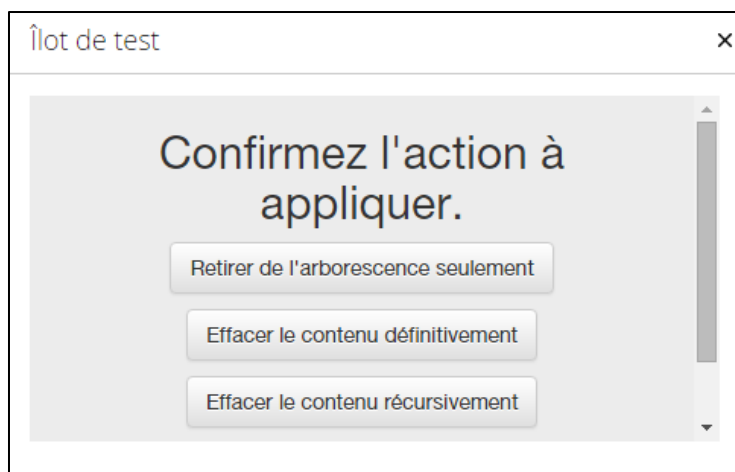 Îlot de test
Confirmez l'action à
appliquer.
Retirer de l'arborescence seulement
Effacer le contenu définitivement
Effacer le contenu récursivement